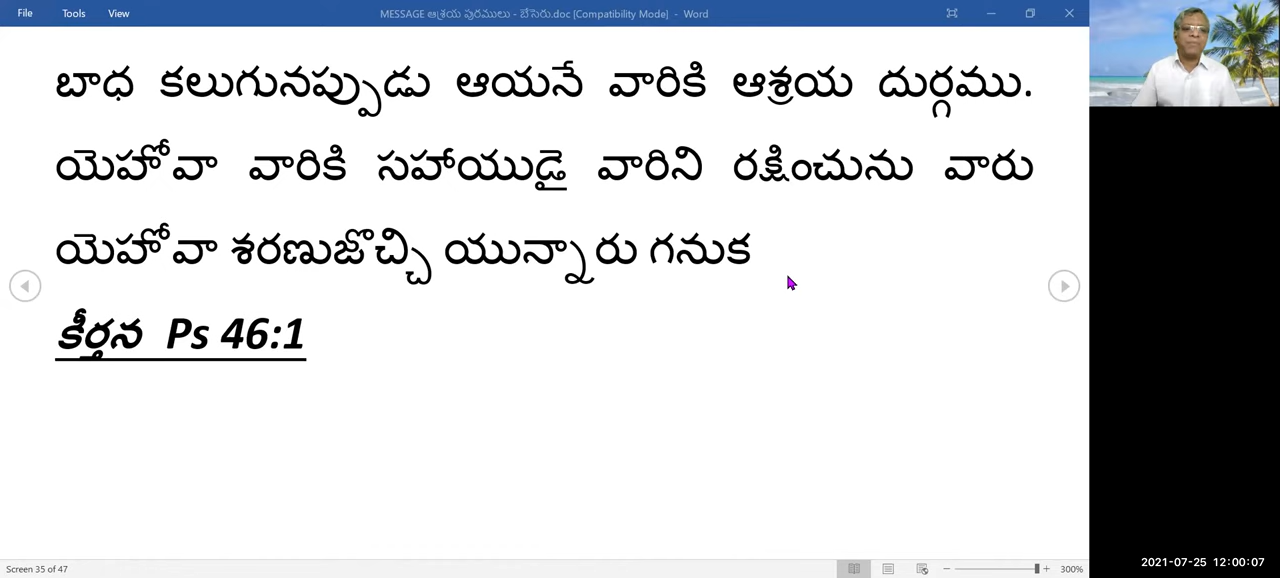 File Tools View MESSAGE ఆశ్రయ పురములు - బేసెరు.doc [Compatibility Mode] - Word
బాధ కలుగునప్పుడు ఆయనే వారికి ఆశ్రయ దుర్గము.
యెహోవా వారికి సహాయుడై వారిని రక్షించును వారు
యెహోవా శరణుజొచ్చి యున్నారు గనుక
కీర్తన Ps 46:1
2021-07-25 12:00:07
Screen 35 of 47 300%